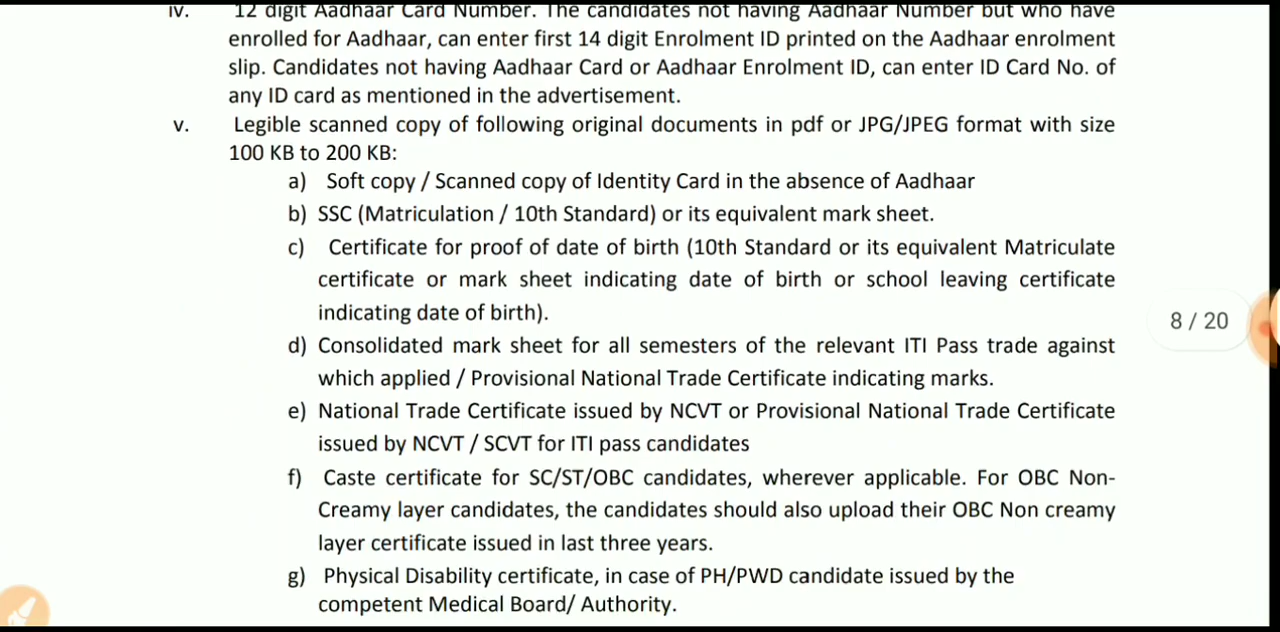 iv. 12 digit Aadhaar Card Number. The candidates not having Aadhaar Number but who have
enrolled for Aadhaar, can enter first 14 digit Enrolment ID printed on the Aadhaar enrolment
slip. Candidates not having Aadhaar Card or Aadhaar Enrolment ID, can enter ID Card No. of
any ID card as mentioned in the advertisement.
v. Legible scanned copy of following original documents in pdf or JPG/JPEG format with size
100 KB to 200 KB:
a) Soft copy / Scanned copy of Identity Card in the absence of Aadhaar
b) SSC (Matriculation / 10th Standard) or its equivalent mark sheet.
c) Certificate for proof of date of birth (10th Standard or its equivalent Matriculate
certificate or mark sheet indicating date of birth or school leaving certificate
indicating date of birth).
8 / 20
d) Consolidated mark sheet for all semesters of the relevant ITI Pass trade against
which applied / Provisional National Trade Certificate indicating marks.
e) National Trade Certificate issued by NCVT or Provisional National Trade Certificate
issued by NCVT / SCVT for ITI pass candidates
f) Caste certificate for SC/ST/OBC candidates, wherever applicable. For OBC Non-
Creamy layer candidates, the candidates should also upload their OBC Non creamy
layer certificate issued in last three years.
g) Physical Disability certificate, in case of PH/PWD candidate issued by the
competent Medical Board/ Authority.